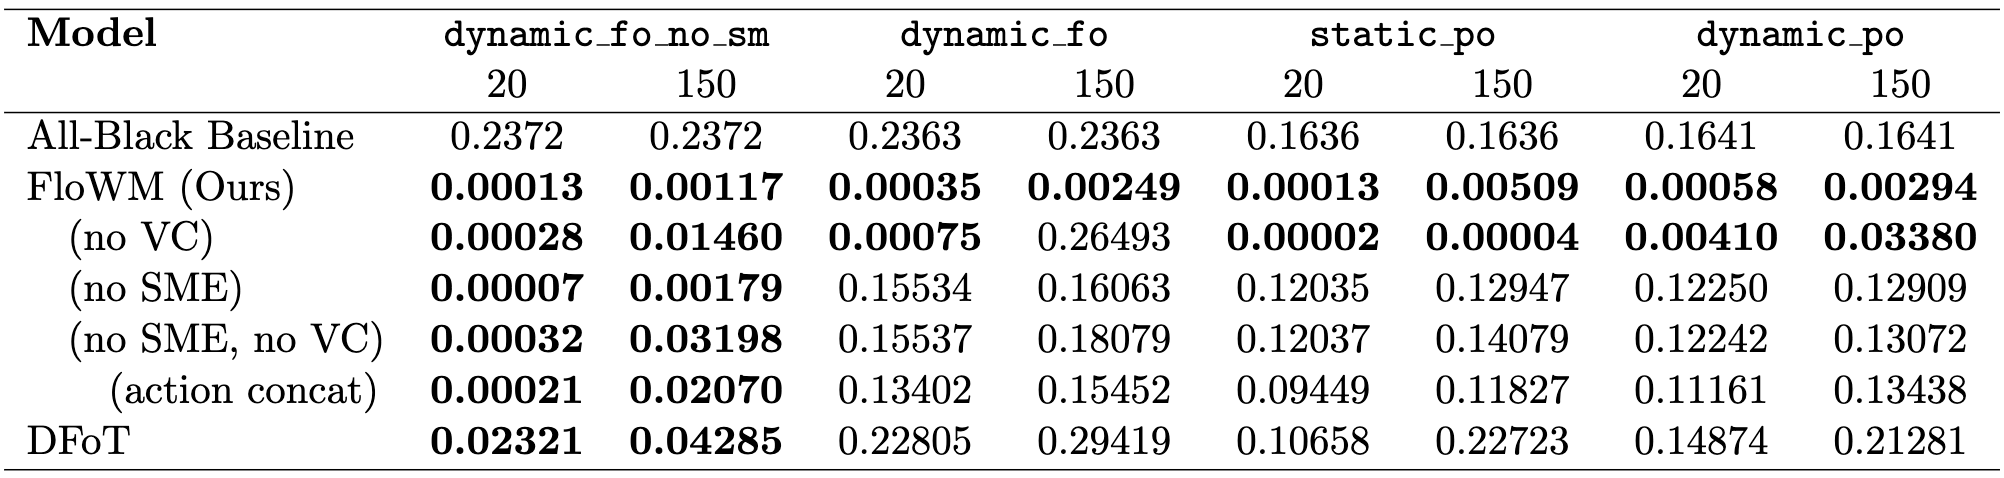 Model dynamic_fo_no_sm dynamic_fo static_po dynamic_po
20 150 20 150 20 150 20 150
All-Black Baseline 0.2372 0.2372 0.2363 0.2363 0.1636 0.1636 0.1641 0.1641
FloWM (Ours) 0.00013 0.00117 0.00035 0.00249 0.00013 0.00509 0.00058 0.00294
(no VC) 0.00028 0.01460 0.00075 0.26493 0.00002 0.00004 0.00410 0.03380
(no SME) 0.00007 0.00179 0.15534 0.16063 0.12035 0.12947 0.12250 0.12909
(no SME, no VC) 0.00032 0.03198 0.15537 0.18079 0.12037 0.14079 0.12242 0.13072
(action concat) 0.00021 0.02070 0.13402 0.15452 0.09449 0.11827 0.11161 0.13438
DFoT 0.02321 0.04285 0.22805 0.29419 0.10658 0.22723 0.14874 0.21281